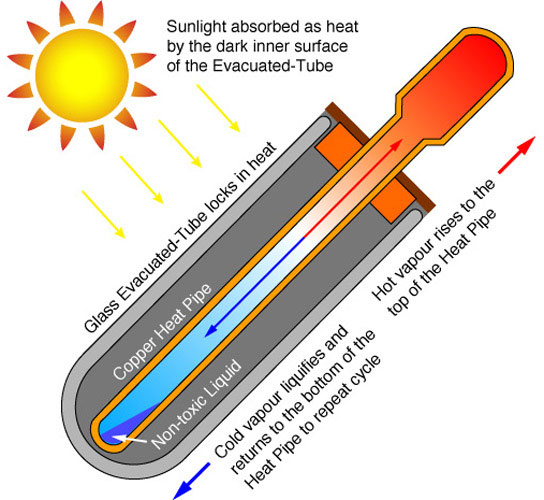 Sunlight absorbed as heat
by the dark inner surface
of the Evacuated-Tube
Glass Evacuated-Tube locks in heat
Copper Heat Pipe
Non-toxic Liquid
Hot vapour rises to the
top of the Heat Pipe
Cold vapour liquifies and
returns to the bottom of the
Heat Pipe to repeat cycle